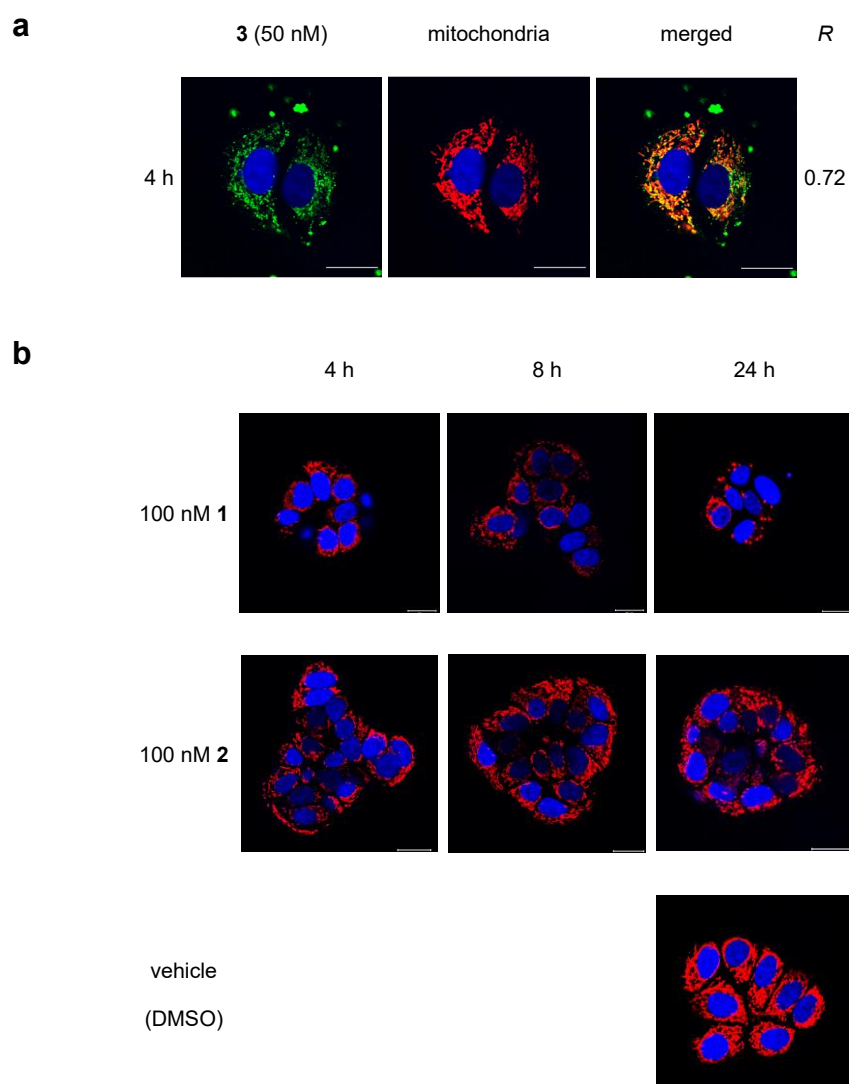 a
3 (50 nM) mitochondria merged R
4 h 0.72
b
4 h 8 h 24 h
100 nM 1
100 nM 2
vehicle
(DMSO)